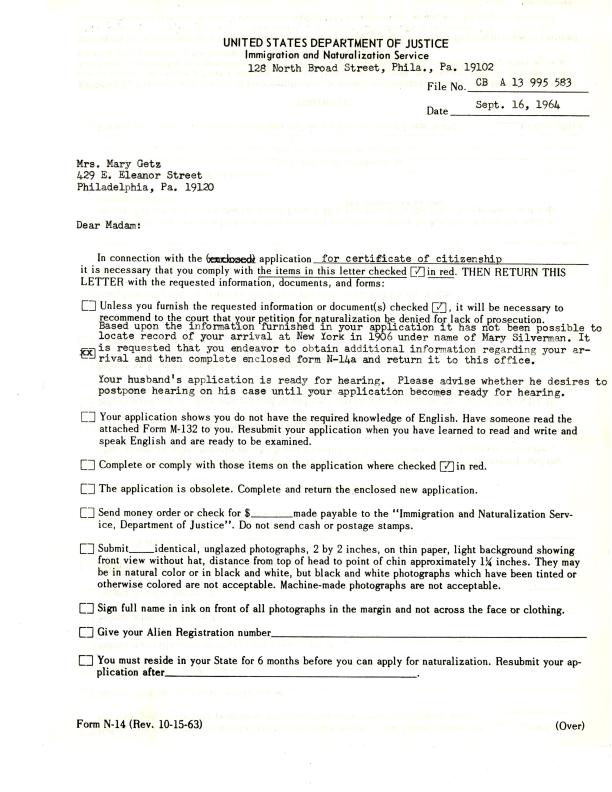 UNITED STATES DEPARTMENT OF JUSTICE
Immigration and Naturalization Service
128 North Broad Street, Phila., Pa. 19102
File No. CB A 13 995 583
Date Sept. 16, 1964
Mrs. Mary Getz
429 E. Eleanor Street
Philadelphia, Pa. 19120
Dear Madam:
In connection with the (enclosed) application for certificate of citizenship
it is necessary that you comply with the items in this letter checked ☑ in red. THEN RETURN THIS
LETTER with the requested information, documents, and forms:
Unless you furnish the requested information or document(s) checked ☑, it will be necessary to
recommend to the court that your petition for naturalization be denied for lack of prosecution.
Based upon the information furnished in your application it has not been possible to
locate record of your arrival at New York in 1906 under name of Mary Silverman. It
xx is requested that you endeavor to obtain additional information regarding your ar-
rival and then complete enclosed form N-14a and return it to this office.
Your husband's application is ready for hearing. Please advise whether he desires to
postpone hearing on his case until your application becomes ready for hearing.
Your application shows you do not have the required knowledge of English. Have someone read the
attached Form M-132 to you. Resubmit your application when you have learned to read and write and
speak English and are ready to be examined.
Complete or comply with those items on the application where checked ☑ in red.
The application is obsolete. Complete and return the enclosed new application.
Send money order or check for $________made payable to the "Immigration and Naturalization Serv-
ice, Department of Justice". Do not send cash or postage stamps.
Submit_____identical, unglazed photographs, 2 by 2 inches, on thin paper, light background showing
front view without hat, distance from top of head to point of chin approximately 1¼ inches. They may
be in natural color or in black and white, but black and white photographs which have been tinted or
otherwise colored are not acceptable. Machine-made photographs are not acceptable.
Sign full name in ink on front of all photographs in the margin and not across the face or clothing.
Give your Alien Registration number
You must reside in your State for 6 months before you can apply for naturalization. Resubmit your ap-
plication after________.
Form N-14 (Rev. 10-15-63)
(Over)